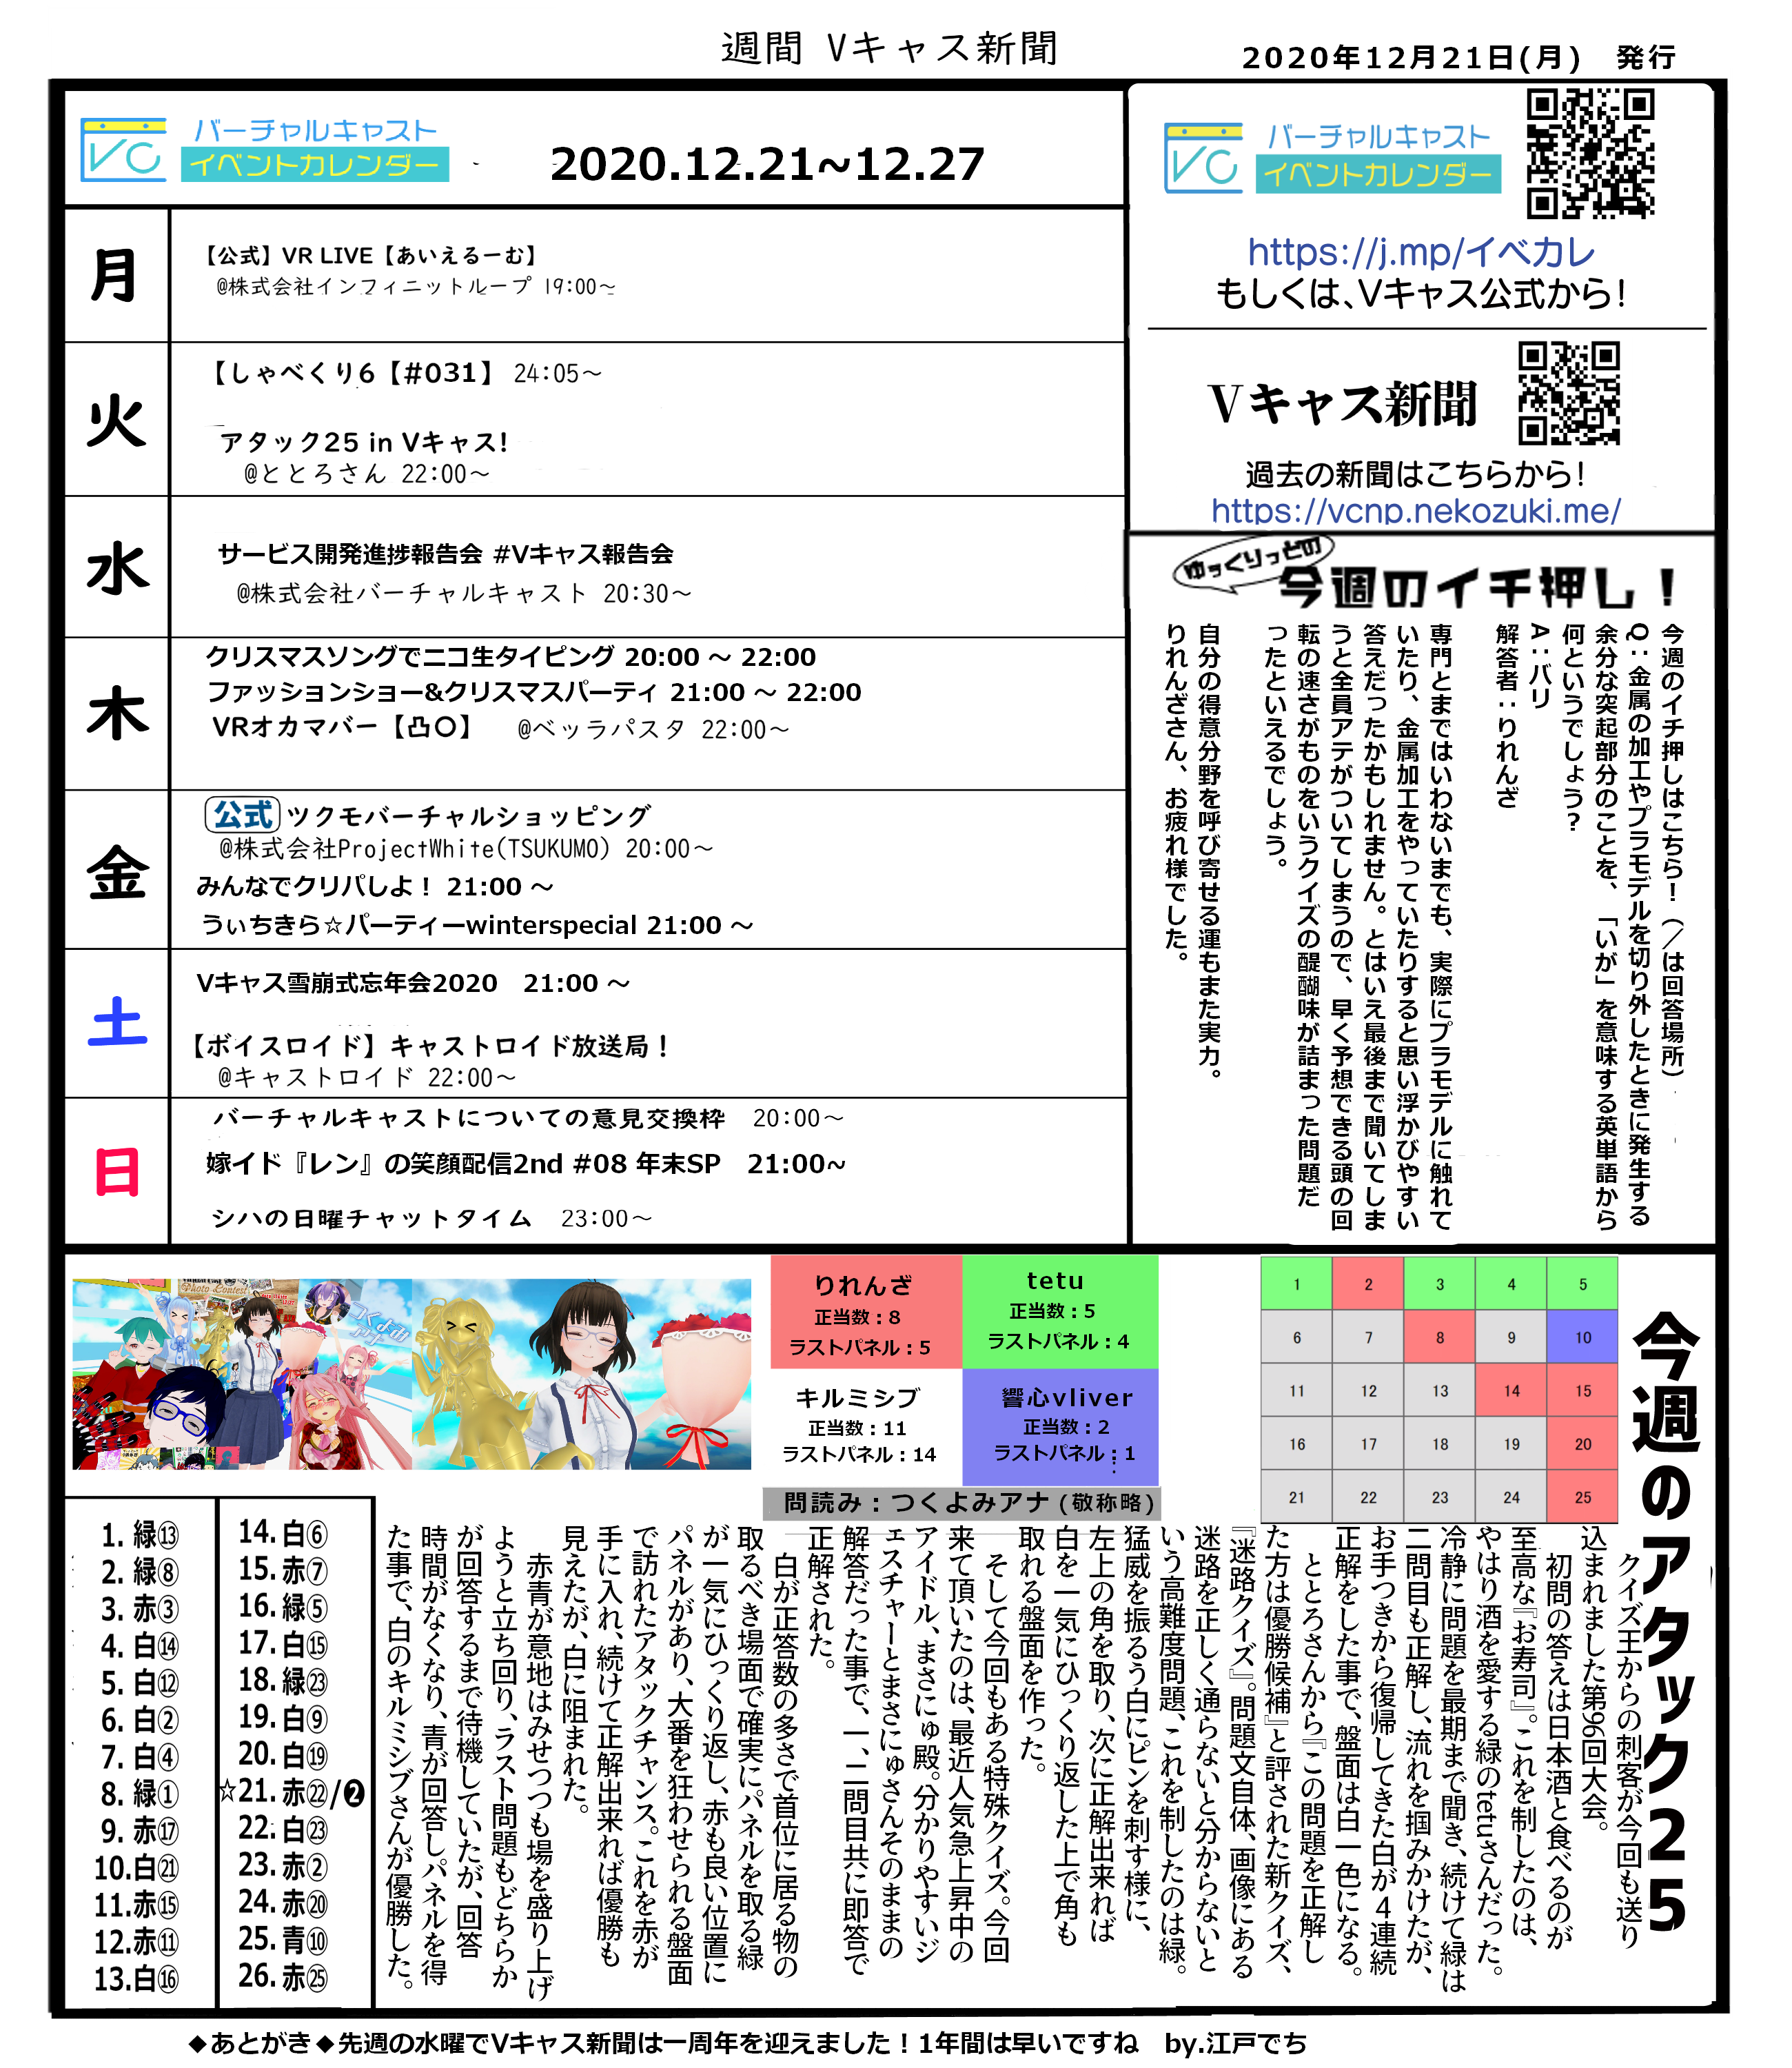 週間 Vキャス新聞
2020年12月21日(月) 発行
VC
バーチャルキャスト
イベントカレンダー
2020.12.21~12.27
月
【公式】VR LIVE【あいえるーむ】
@株式会社インフィニットループ 19:00～
火
【しゃべくり6【#031】 24:05～
アタック25 in Vキャス!
@ととろさん 22:00～
水
サービス開発進捗報告会 #Vキャス報告会
@株式会社バーチャルキャスト 20:30～
木
クリスマスソングでニコ生タイピング 20:00 ～ 22:00
ファッションショー&クリスマスパーティ 21:00 ～ 22:00
VRオカマバー【凸〇】 @ベッラパスタ 22:00～
金
公式 ツクモバーチャルショッピング
@株式会社ProjectWhite(TSUKUMO) 20:00～
みんなでクリパしよ! 21:00 ～
うぃちきら☆パーティーwinterspecial 21:00 ～
土
Vキャス雪崩式忘年会2020 21:00 ～
【ボイスロイド】キャストロイド放送局!
@キャストロイド 22:00～
日
バーチャルキャストについての意見交換枠 20:00～
嫁イド『レン』の笑顔配信2nd #08 年末SP 21:00~
シハの日曜チャットタイム 23:00～
VC
バーチャルキャスト
イベントカレンダー
https://j.mp/イベカレ
もしくは、Vキャス公式から!
Vキャス新聞
過去の新聞はこちらから!
https://vcnp.nekozuki.me/
ゆっくりっとの
今週のイチ押し!
今週のイチ押しはこちら!(／は回答場所)
Q:金属の加工やプラモデルを切り外したときに発生する
余分な突起部分のことを、「いが」を意味する英単語から
何というでしょう?
A:バリ
解答者:りれんざ
専門とまではいわないまでも、実際にプラモデルに触れて
いたり、金属加工をやっていたりすると思い浮かびやすい
答えだったかもしれません。とはいえ最後まで聞いてしま
うと全員アテがついてしまうので、早く予想できる頭の回
転の速さがものをいうクイズの醍醐味が詰まった問題だ
ったといえるでしょう。
自分の得意分野を呼び寄せる運もまた実力。
りれんざさん、お疲れ様でした。
Photo Contest
つくよみ
アナ
りれんざ
正当数:8
ラストパネル:5
tetu
正当数:5
ラストパネル:4
キルミシブ
正当数:11
ラストパネル:14
響心vliver
正当数:2
ラストパネル:1
問読み:つくよみアナ(敬称略)
1 2 3 4 5
6 7 8 9 10
11 12 13 14 15
16 17 18 19 20
21 22 23 24 25
今週のアタック25
クイズ王からの刺客が今回も送り
込まれました第96回大会。
初問の答えは日本酒と食べるのが
至高な『お寿司』。これを制したのは、
やはり酒を愛する緑のtetuさんだった。
冷静に問題を最期まで聞き、続けて緑は
二問目も正解し、流れを掴みかけたが、
お手つきから復帰してきた白が４連続
正解をした事で、盤面は白一色になる。
ととろさんから『この問題を正解し
た方は優勝候補』と評された新クイズ、
『迷路クイズ』。問題文自体、画像にある
迷路を正しく通らないと分からないと
いう高難度問題、これを制したのは緑。
猛威を振るう白にピンを刺す様に、
左上の角を取り、次に正解出来れば
白を一気にひっくり返した上で角も
取れる盤面を作った。
そして今回もある特殊クイズ。今回
来て頂いたのは、最近人気急上昇中の
アイドル、まさにゅ殿。分かりやすいジ
ェスチャーとまさにゅさんそのままの
解答だった事で、一、二問目共に即答で
正解された。
白が正答数の多さで首位に居る物の
取るべき場面で確実にパネルを取る緑
が一気にひっくり返し、赤も良い位置に
パネルがあり、大番を狂わせられる盤面
で訪れたアタックチャンス。これを赤が
手に入れ、続けて正解出来れば優勝も
見えたが、白に阻まれた。
赤青が意地はみせつつも場を盛り上げ
ようと立ち回り、ラスト問題もどちらか
が回答するまで待機していたが、回答
時間がなくなり、青が回答しパネルを得
た事で、白のキルミシブさんが優勝した。
1. 緑⑬
2. 緑⑧
3. 赤③
4. 白⑭
5. 白⑫
6. 白②
7. 白④
8. 緑①
9. 赤⑰
10.白㉑
11.赤⑮
12.赤⑪
13.白⑯
14.白⑥
15.赤⑦
16.緑⑤
17.白⑮
18.緑㉓
19.白⑨
20.白⑲
☆21.赤㉒/❷
22.白㉓
23.赤②
24.赤⑳
25.青⑩
26.赤㉕
◆あとがき◆先週の水曜でVキャス新聞は一周年を迎えました!1年間は早いですね by.江戸でち